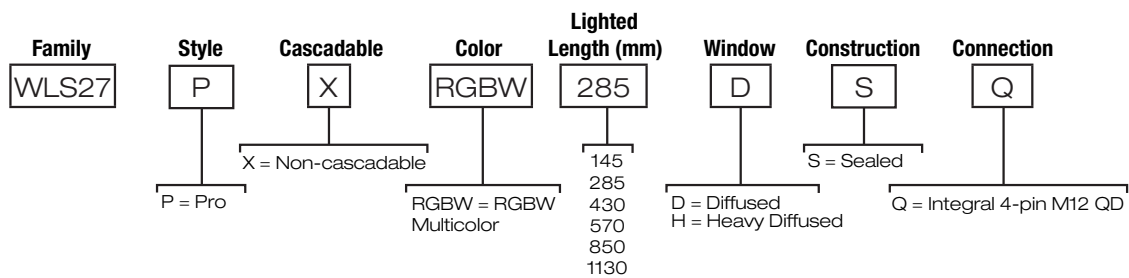 Lighted
Family Style Cascadable Color Length (mm) Window Construction Connection
WLS27 P X RGBW 285 D S Q
X = Non-cascadable
S = Sealed
145
285
430
570
850
1130
P = Pro
RGBW = RGBW
Multicolor
D = Diffused
H = Heavy Diffused
Q = Integral 4-pin M12 QD